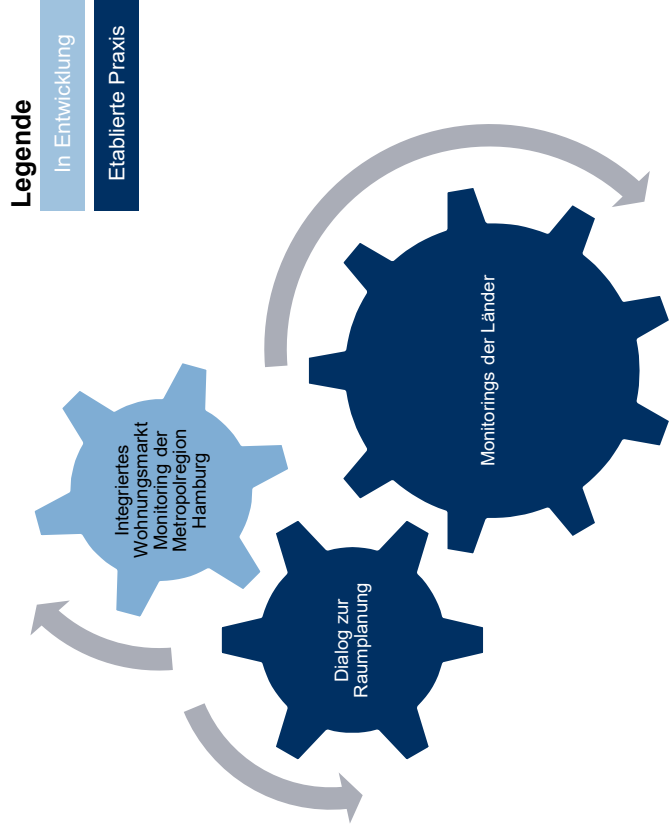 Legende
In Entwicklung
Etablierte Praxis
Integriertes
Wohnungsmarkt
Monitoring der
Metropolregion
Hamburg
Dialog zur
Raumplanung
Monitorings der Länder